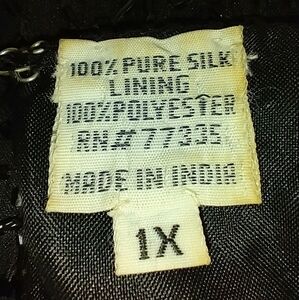 100% PURE SILK
LINING
100% POLYESTER
RN# 77335
MADE IN INDIA
1X